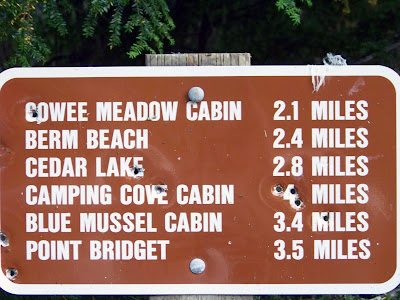 COWEE MEADOW CABIN 2.1 MILES
BERM BEACH 2.4 MILES
CEDAR LAKE 2.8 MILES
CAMPING COVE CABIN MILES
BLUE MUSSEL CABIN 3.4 MILES
POINT BRIDGET 3.5 MILES